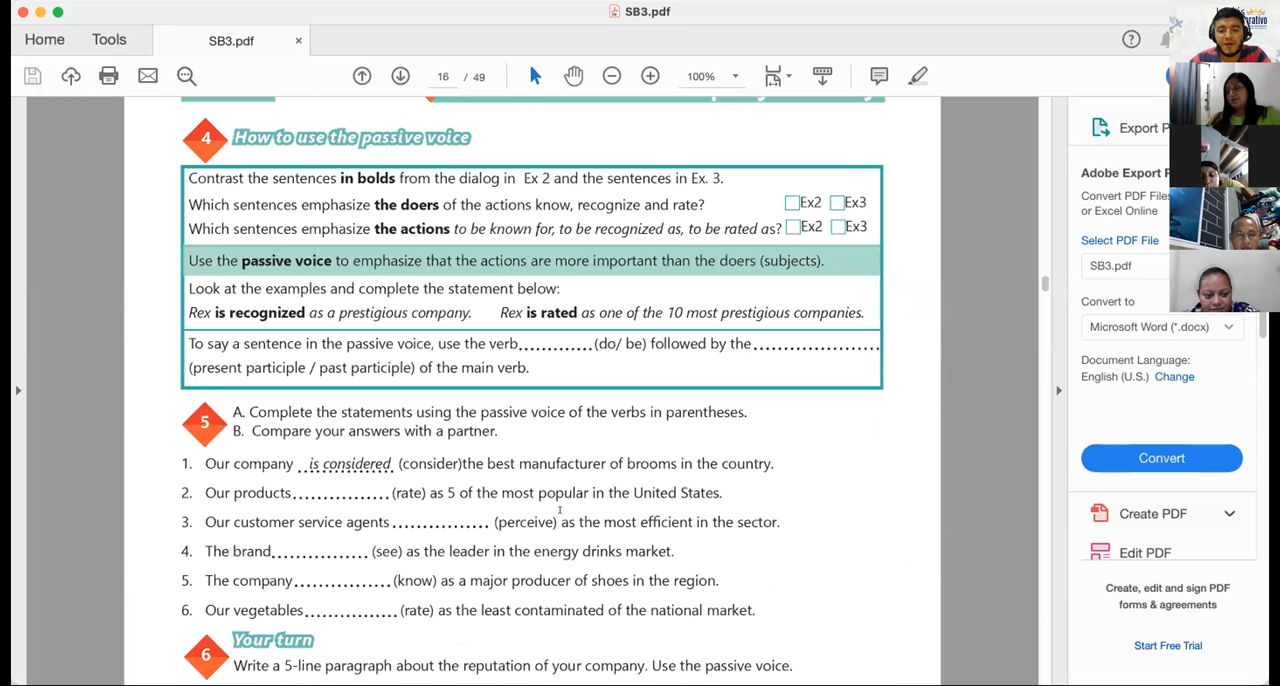 SB3.pdf
Home Tools SB3.pdf ×
16 / 49 100%
4 How to use the passive voice
Contrast the sentences in bolds from the dialog in Ex 2 and the sentences in Ex. 3.
Which sentences emphasize the doers of the actions know, recognize and rate? Ex2 Ex3
Which sentences emphasize the actions to be known for, to be recognized as, to be rated as? Ex2 Ex3
Use the passive voice to emphasize that the actions are more important than the doers (subjects).
Look at the examples and complete the statement below:
Rex is recognized as a prestigious company. Rex is rated as one of the 10 most prestigious companies.
To say a sentence in the passive voice, use the verb.............(do/ be) followed by the ......................
(present participle / past participle) of the main verb.
5 A. Complete the statements using the passive voice of the verbs in parentheses.
B. Compare your answers with a partner.
1. Our company ..is considered. (consider)the best manufacturer of brooms in the country.
2. Our products................(rate) as 5 of the most popular in the United States.
3. Our customer service agents ................ (perceive) as the most efficient in the sector.
4. The brand................ (see) as the leader in the energy drinks market.
5. The company................(know) as a major producer of shoes in the region.
6. Our vegetables................(rate) as the least contaminated of the national market.
6 Your turn
Write a 5-line paragraph about the reputation of your company. Use the passive voice.
Export P
Adobe Export P
Convert PDF Files
or Excel Online
Select PDF File
SB3.pdf
Convert to
Microsoft Word (*.docx)
Document Language:
English (U.S.) Change
Convert
Create PDF
Edit PDF
Create, edit and sign PDF
forms & agreements
Start Free Trial